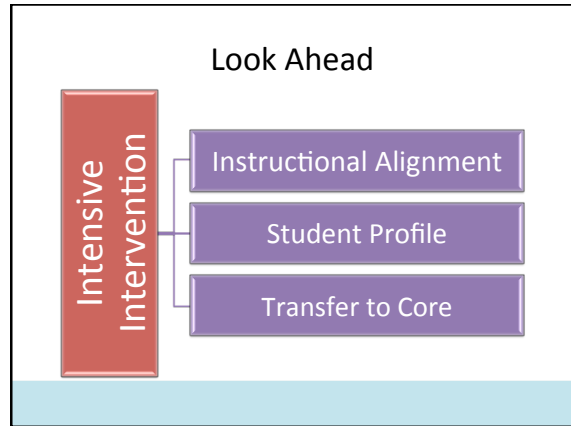 Look Ahead
Intensive
Intervention
Instructional Alignment
Student Profile
Transfer to Core